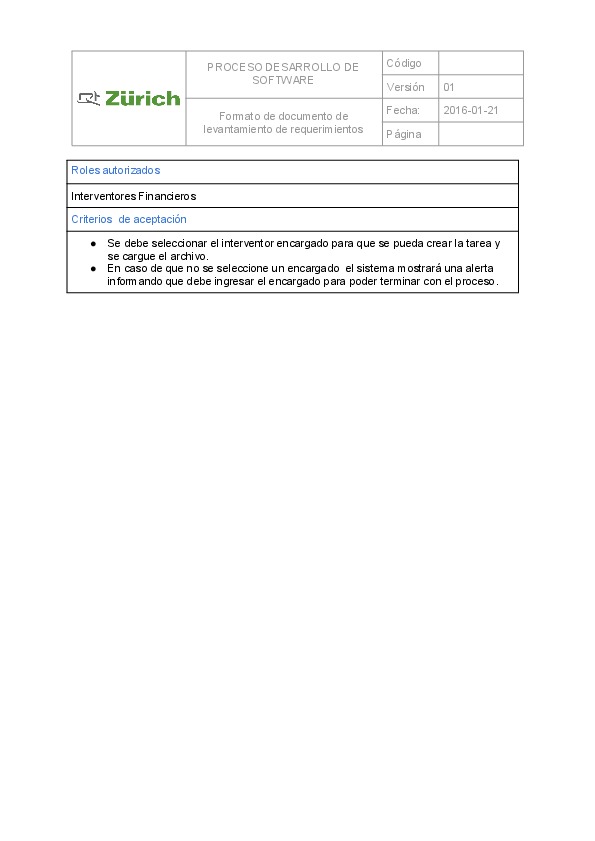 Zürich
PROCESO DESARROLLO DE
SOFTWARE
Formato de documento de
levantamiento de requerimientos
Código
Versión 01
Fecha: 2016-01-21
Página
Roles autorizados
Interventores Financieros
Criterios de aceptación
● Se debe seleccionar el interventor encargado para que se pueda crear la tarea y
se cargue el archivo.
● En caso de que no se seleccione un encargado el sistema mostrará una alerta
informando que debe ingresar el encargado para poder terminar con el proceso.